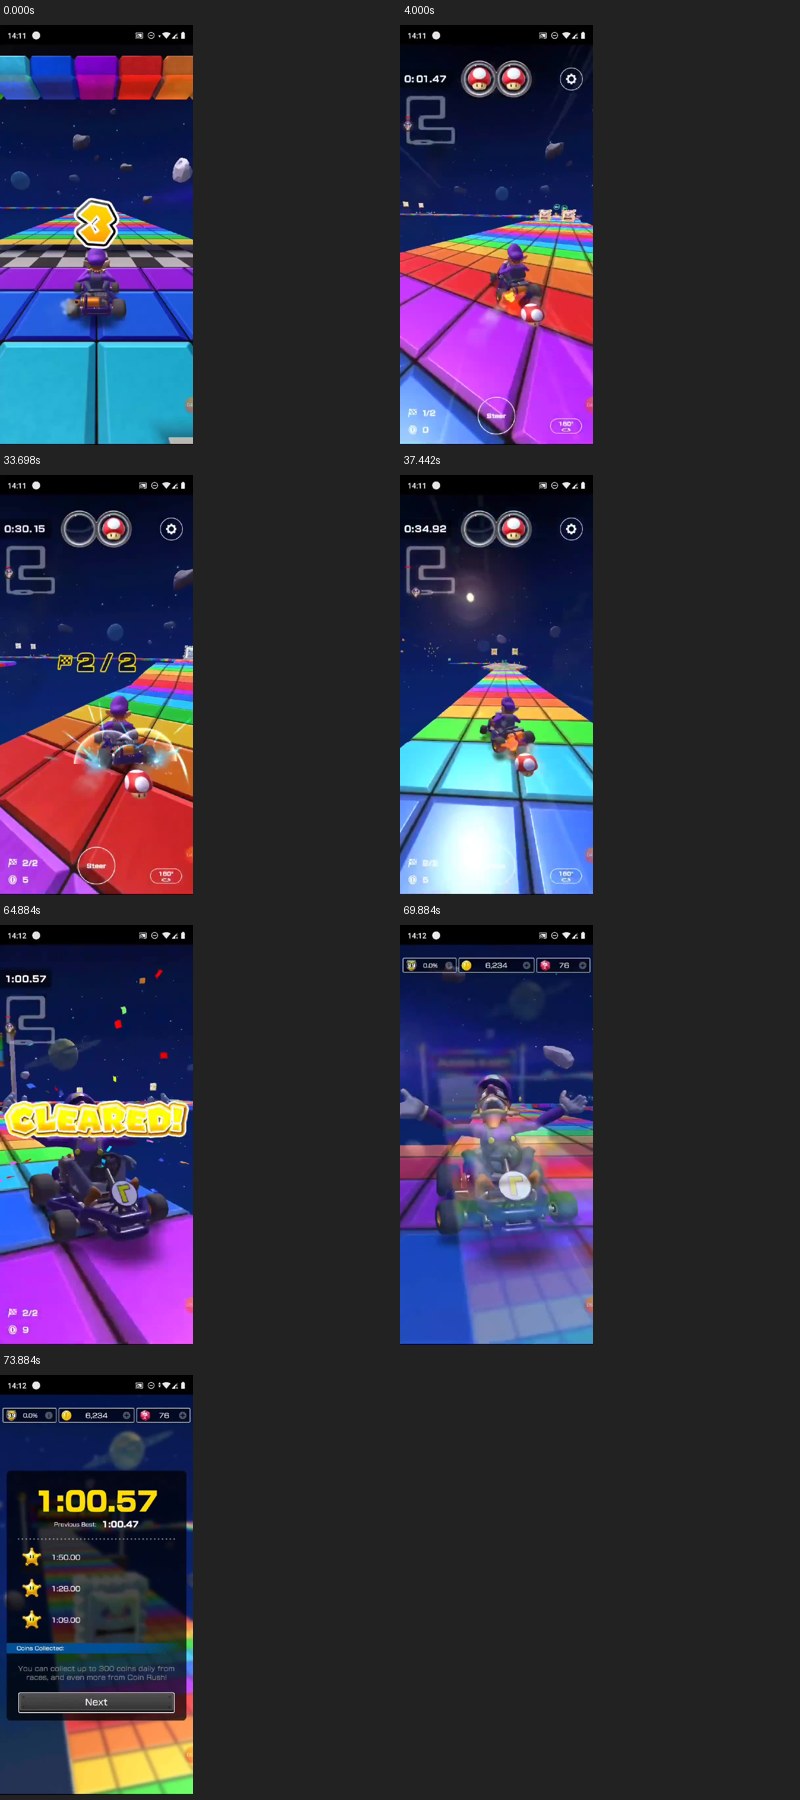 0.000s
14:11
3
4.000s
14:11
0:01.47
1/2
0
Steer
180°
33.698s
14:11
0:30.15
2/2
2/2
5
Steer
180°
37.442s
14:11
0:34.92
5
64.884s
14:12
1:00.57
CLEARED!
2/2
9
69.884s
14:12
0.0% 6,234 76
73.884s
14:12
0.0% 6,234 76
1:00.57
Previous Best: 1:00.47
1:50.00
1:28.00
1:09.00
Coins Collected:
You can collect up to 300 coins daily from
races, and even more from Coin Rush!
Next